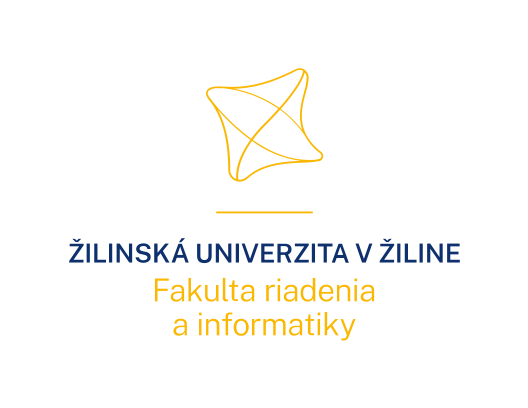 ŽILINSKÁ UNIVERZITA V ŽILINE
Fakulta riadenia
a informatiky